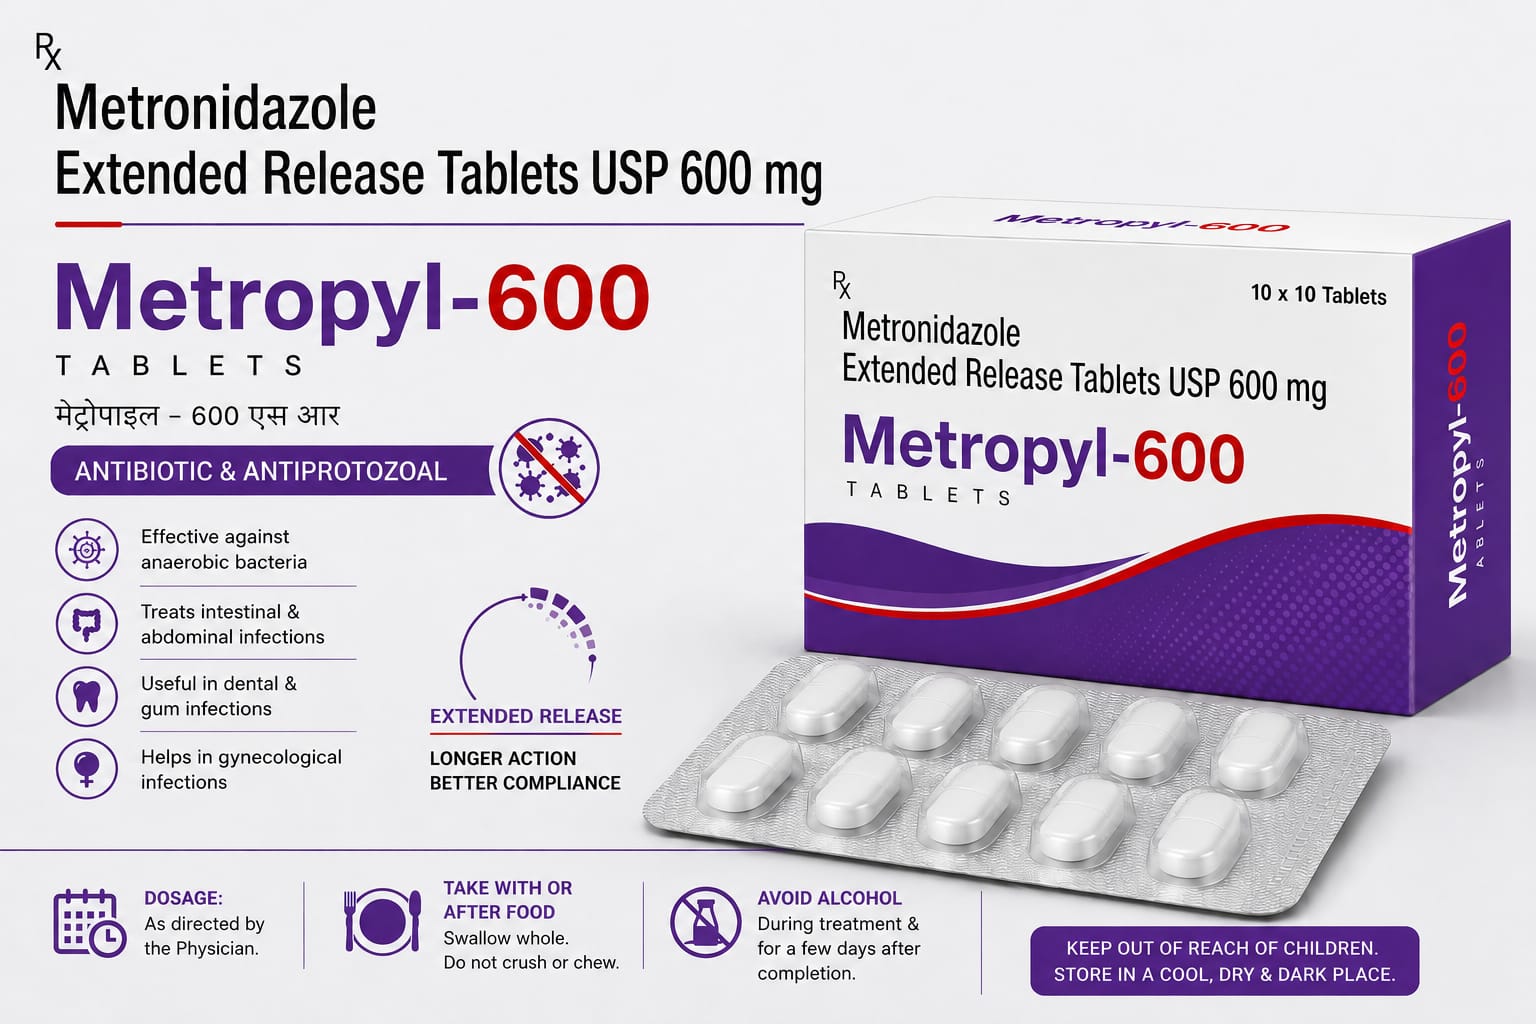 Rx
Metronidazole
Extended Release Tablets USP 600 mg
Metropyl-600
TABLETS
मेट्रोपाइल - 600 एस आर
ANTIBIOTIC & ANTIPROTOZOAL
Effective against
anaerobic bacteria
Treats intestinal &
abdominal infections
Useful in dental &
gum infections
Helps in gynecological
infections
EXTENDED RELEASE
LONGER ACTION
BETTER COMPLIANCE
Metropyl-600
Rx
10 x 10 Tablets
Metronidazole
Extended Release Tablets USP 600 mg
Metropyl-600
TABLETS
Metropyl-600
ABLETS
DOSAGE:
As directed by
the Physician.
TAKE WITH OR
AFTER FOOD
Swallow whole.
Do not crush or chew.
AVOID ALCOHOL
During treatment &
for a few days after
completion.
KEEP OUT OF REACH OF CHILDREN.
STORE IN A COOL, DRY & DARK PLACE.